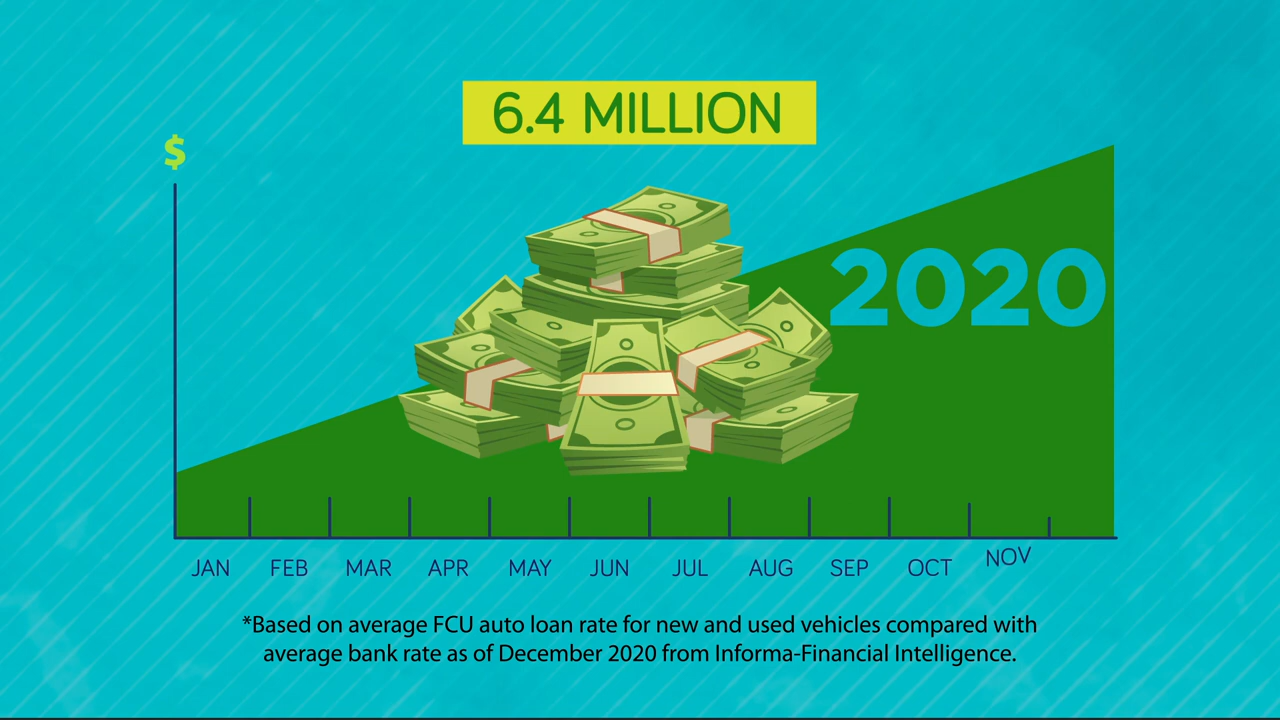 6.4 MILLION
$
2020
JAN FEB MAR APR MAY JUN JUL AUG SEP OCT NOV
*Based on average FCU auto loan rate for new and used vehicles compared with
average bank rate as of December 2020 from Informa-Financial Intelligence.